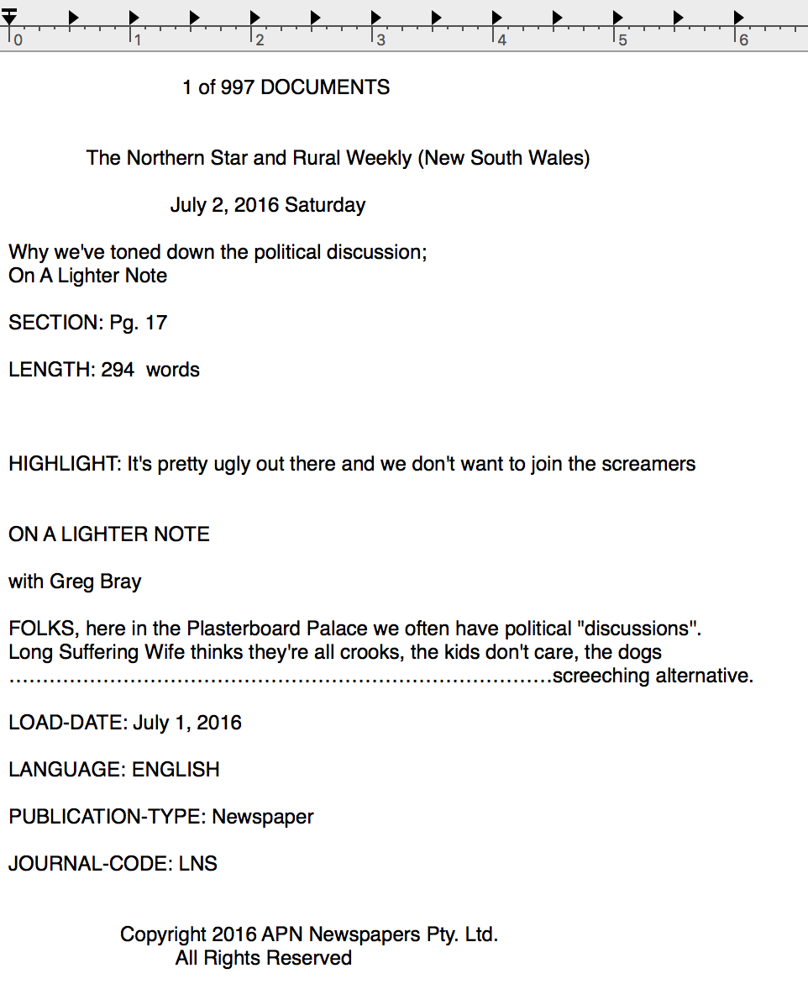 0 1 2 3 4 5 6
1 of 997 DOCUMENTS
The Northern Star and Rural Weekly (New South Wales)
July 2, 2016 Saturday
Why we've toned down the political discussion;
On A Lighter Note
SECTION: Pg. 17
LENGTH: 294  words
HIGHLIGHT: It's pretty ugly out there and we don't want to join the screamers
ON A LIGHTER NOTE
with Greg Bray
FOLKS, here in the Plasterboard Palace we often have political "discussions".
Long Suffering Wife thinks they're all crooks, the kids don't care, the dogs
………………………………………………………………………screeching alternative.
LOAD-DATE: July 1, 2016
LANGUAGE: ENGLISH
PUBLICATION-TYPE: Newspaper
JOURNAL-CODE: LNS
Copyright 2016 APN Newspapers Pty. Ltd.
All Rights Reserved